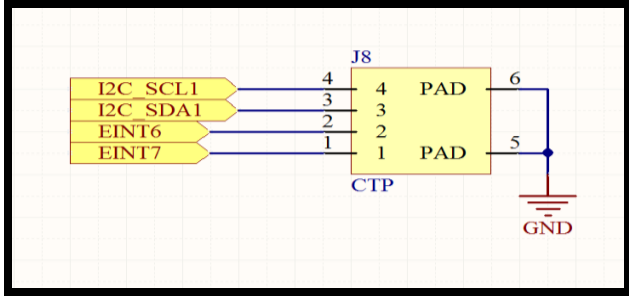 J8
I2C_SCL1 4 4 PAD 6
I2C_SDA1 3 3
EINT6 2 2
EINT7 1 1 PAD 5
CTP
GND